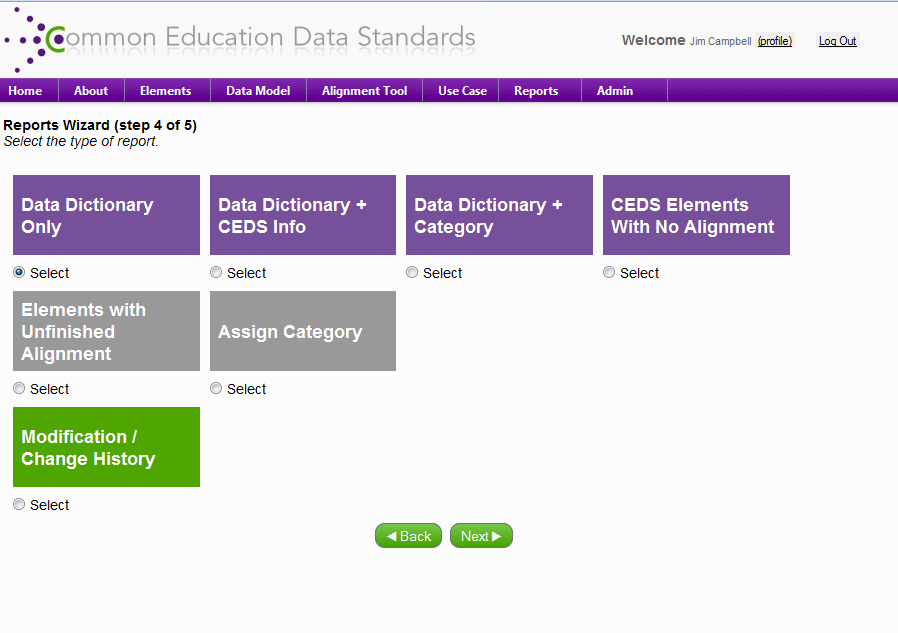 Common Education Data Standards
Welcome Jim Campbell (profile) Log Out
Home About Elements Data Model Alignment Tool Use Case Reports Admin
Reports Wizard (step 4 of 5)
Select the type of report.
Data Dictionary
Only
Data Dictionary +
CEDS Info
Data Dictionary +
Category
CEDS Elements
With No Alignment
Select Select Select Select
Elements with
Unfinished
Alignment
Assign Category
Select Select
Modification /
Change History
Select
Back Next